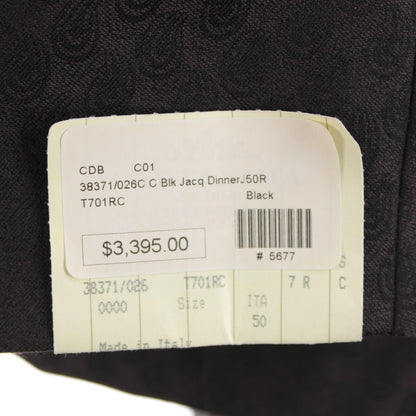 CDB C01
38371/026C C Blk Jacq DinnerJ50R
T701RC Black
$3,395.00
# 5677
S
38371/026 T701RC 7 R C
0000 Size ITA
50
Made in Italy